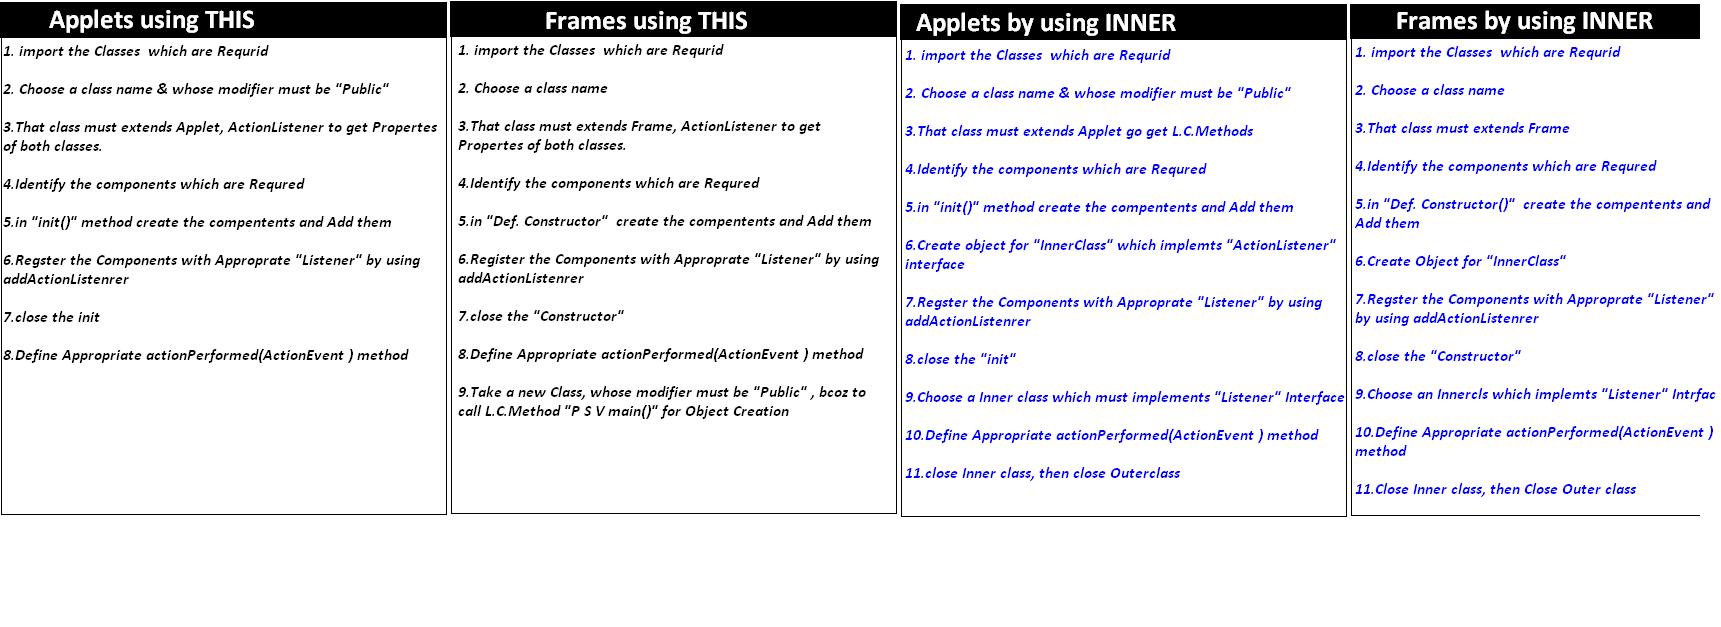 Applets using THIS
1. import the Classes  which are Requrid
2. Choose a class name & whose modifier must be "Public"
3.That class must extends Applet, ActionListener to get Propertes
of both classes.
4.Identify the components which are Requred
5.in "init()" method create the compentents and Add them
6.Regster the Components with Approprate "Listener" by using
addActionListenrer
7.close the init
8.Define Appropriate actionPerformed(ActionEvent ) method
Frames using THIS
1. import the Classes  which are Requrid
2. Choose a class name
3.That class must extends Frame, ActionListener to get
Propertes of both classes.
4.Identify the components which are Requred
5.in "Def. Constructor"  create the compentents and Add them
6.Register the Components with Approprate "Listener" by using
addActionListenrer
7.close the "Constructor"
8.Define Appropriate actionPerformed(ActionEvent ) method
9.Take a new Class, whose modifier must be "Public" , bcoz to
call L.C.Method "P S V main()" for Object Creation
Applets by using INNER
1. import the Classes  which are Requrid
2. Choose a class name & whose modifier must be "Public"
3.That class must extends Applet go get L.C.Methods
4.Identify the components which are Requred
5.in "init()" method create the compentents and Add them
6.Create object for "InnerClass" which implemts "ActionListener"
interface
7.Regster the Components with Approprate "Listener" by using
addActionListenrer
8.close the "init"
9.Choose a Inner class which must implements "Listener" Interface
10.Define Appropriate actionPerformed(ActionEvent ) method
11.close Inner class, then close Outerclass
Frames by using INNER
1. import the Classes  which are Requrid
2. Choose a class name
3.That class must extends Frame
4.Identify the components which are Requred
5.in "Def. Constructor()"  create the compentents and
Add them
6.Create Object for "InnerClass"
7.Regster the Components with Approprate "Listener"
by using addActionListenrer
8.close the "Constructor"
9.Choose an Innercls which implemts "Listener" Intrfac
10.Define Appropriate actionPerformed(ActionEvent )
method
11.Close Inner class, then Close Outer class